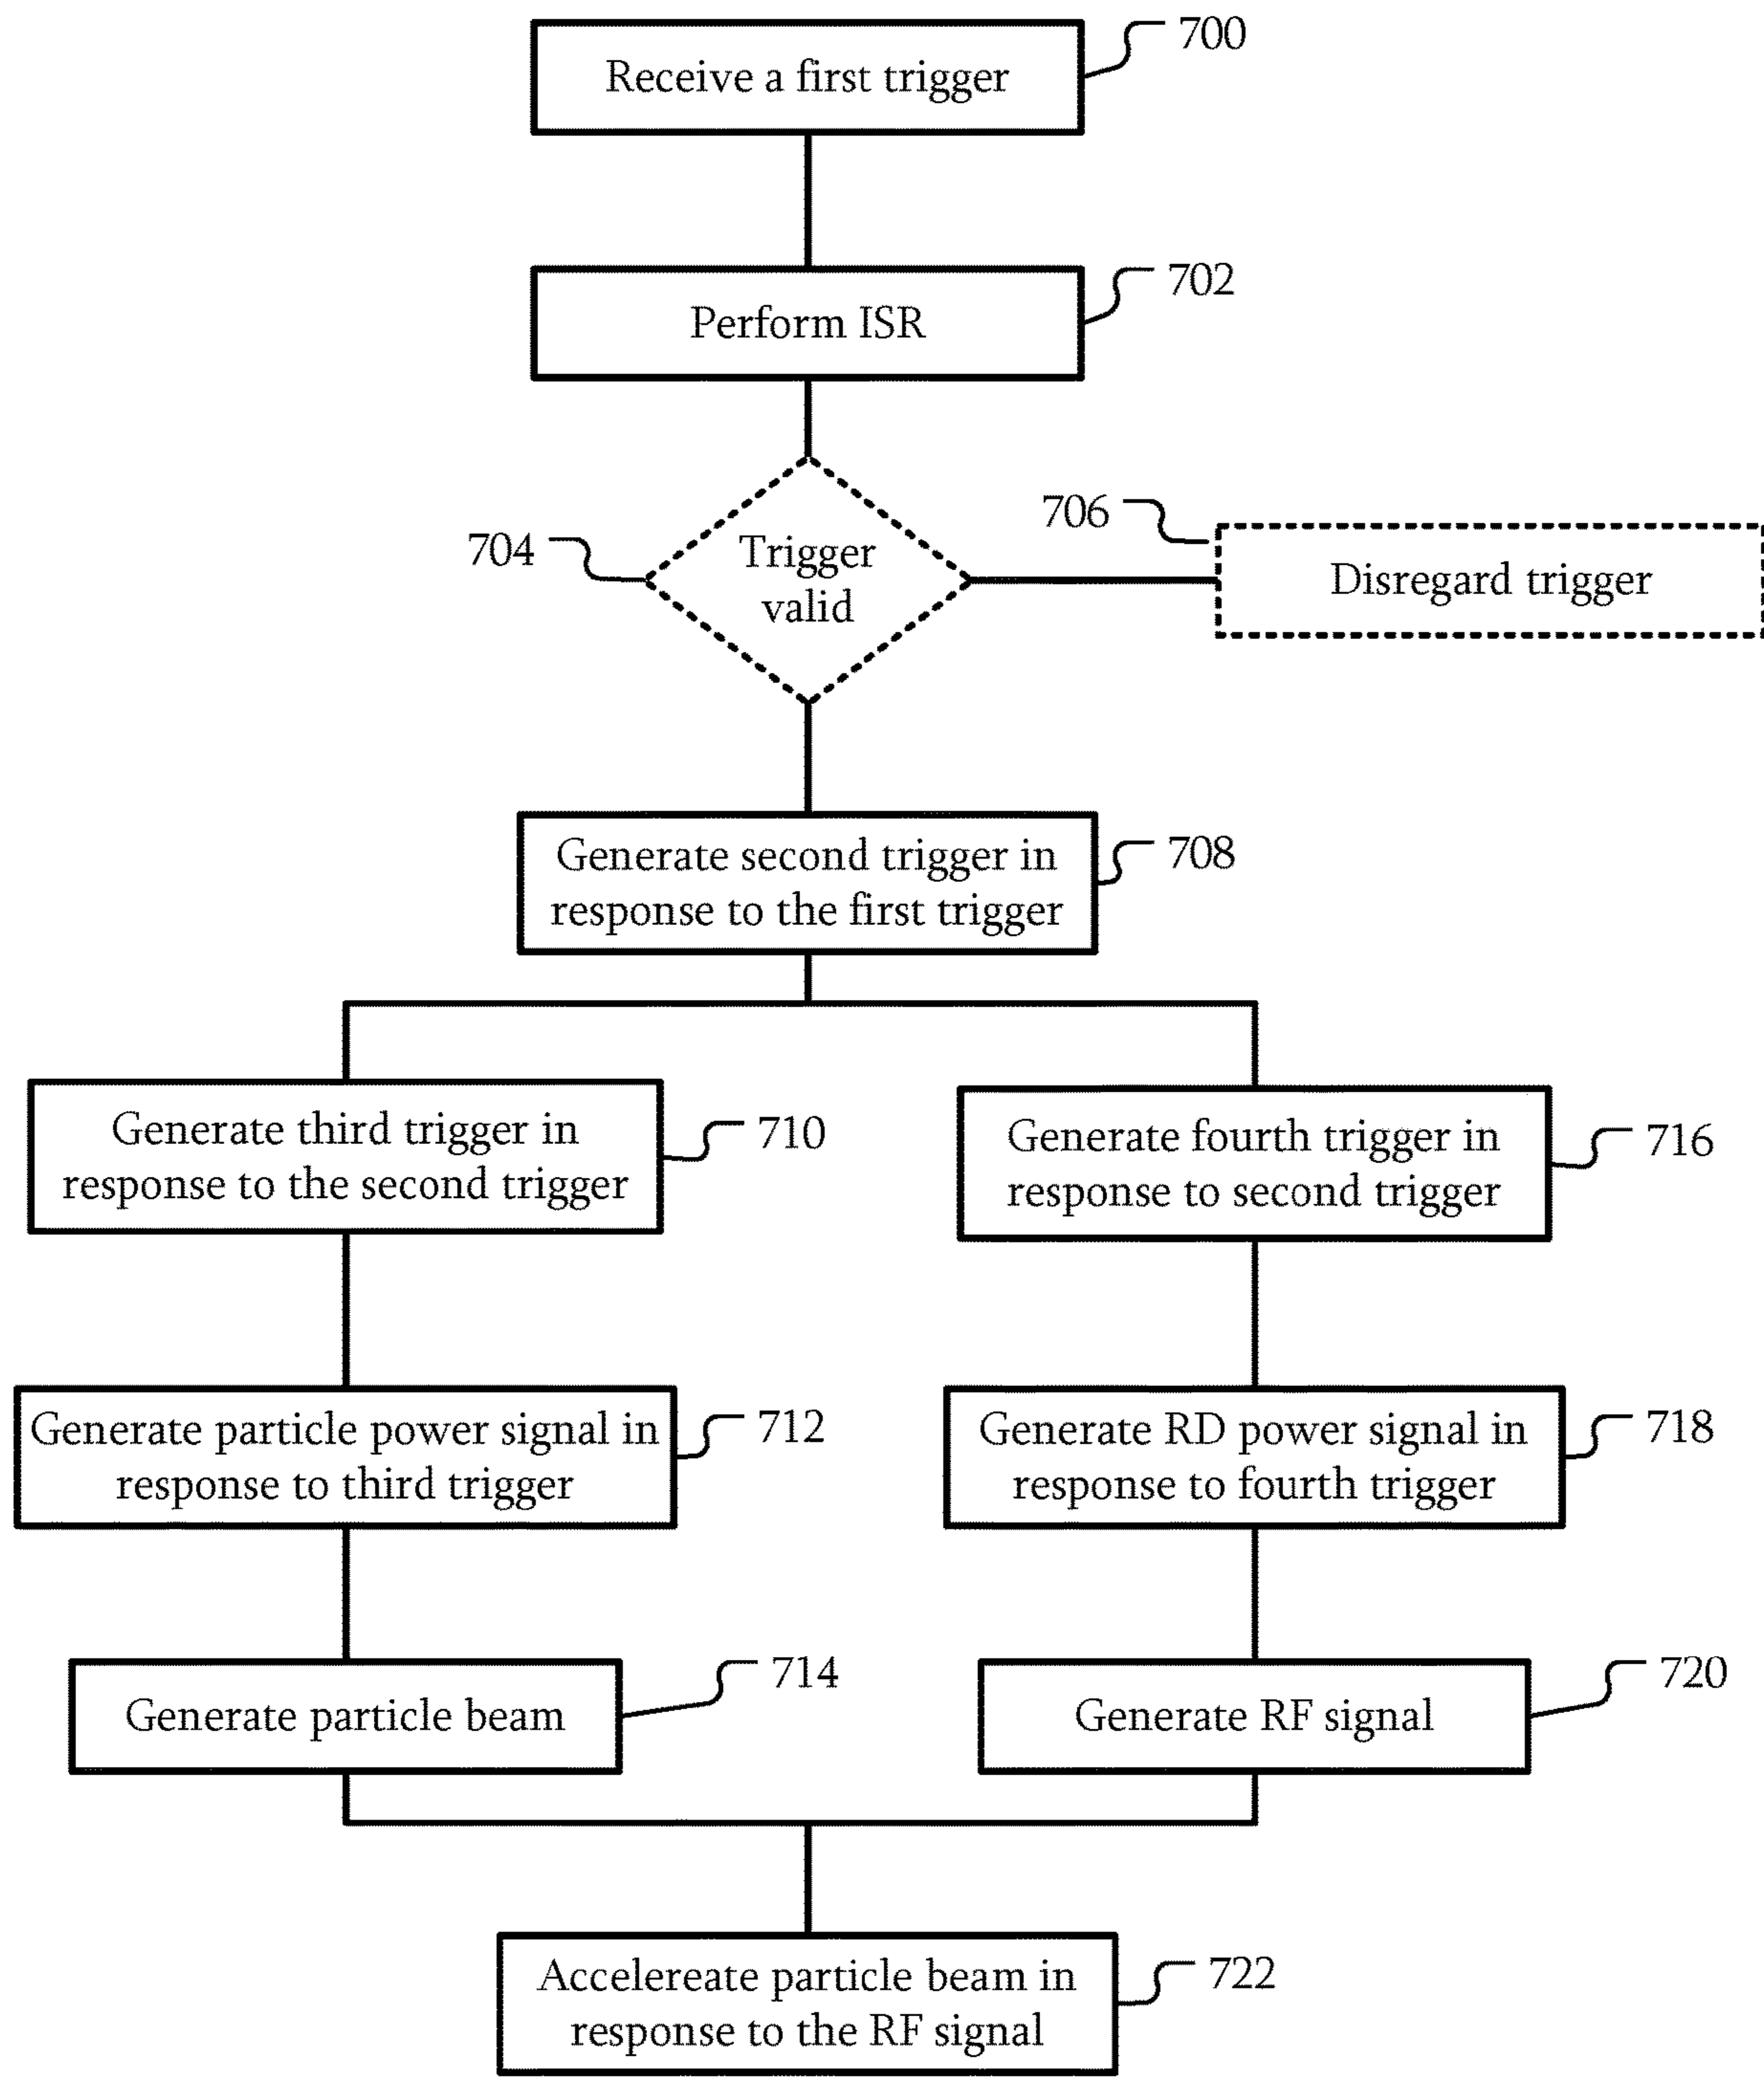 Receive a first trigger
700
Perform ISR
702
704
Trigger
valid
706
Disregard trigger
Generate second trigger in
response to the first trigger
708
Generate third trigger in
response to the second trigger
710
Generate fourth trigger in
response to second trigger
716
Generate particle power signal in
response to third trigger
712
Generate RD power signal in
response to fourth trigger
718
Generate particle beam
714
Generate RF signal
720
Accelereate particle beam in
response to the RF signal
722